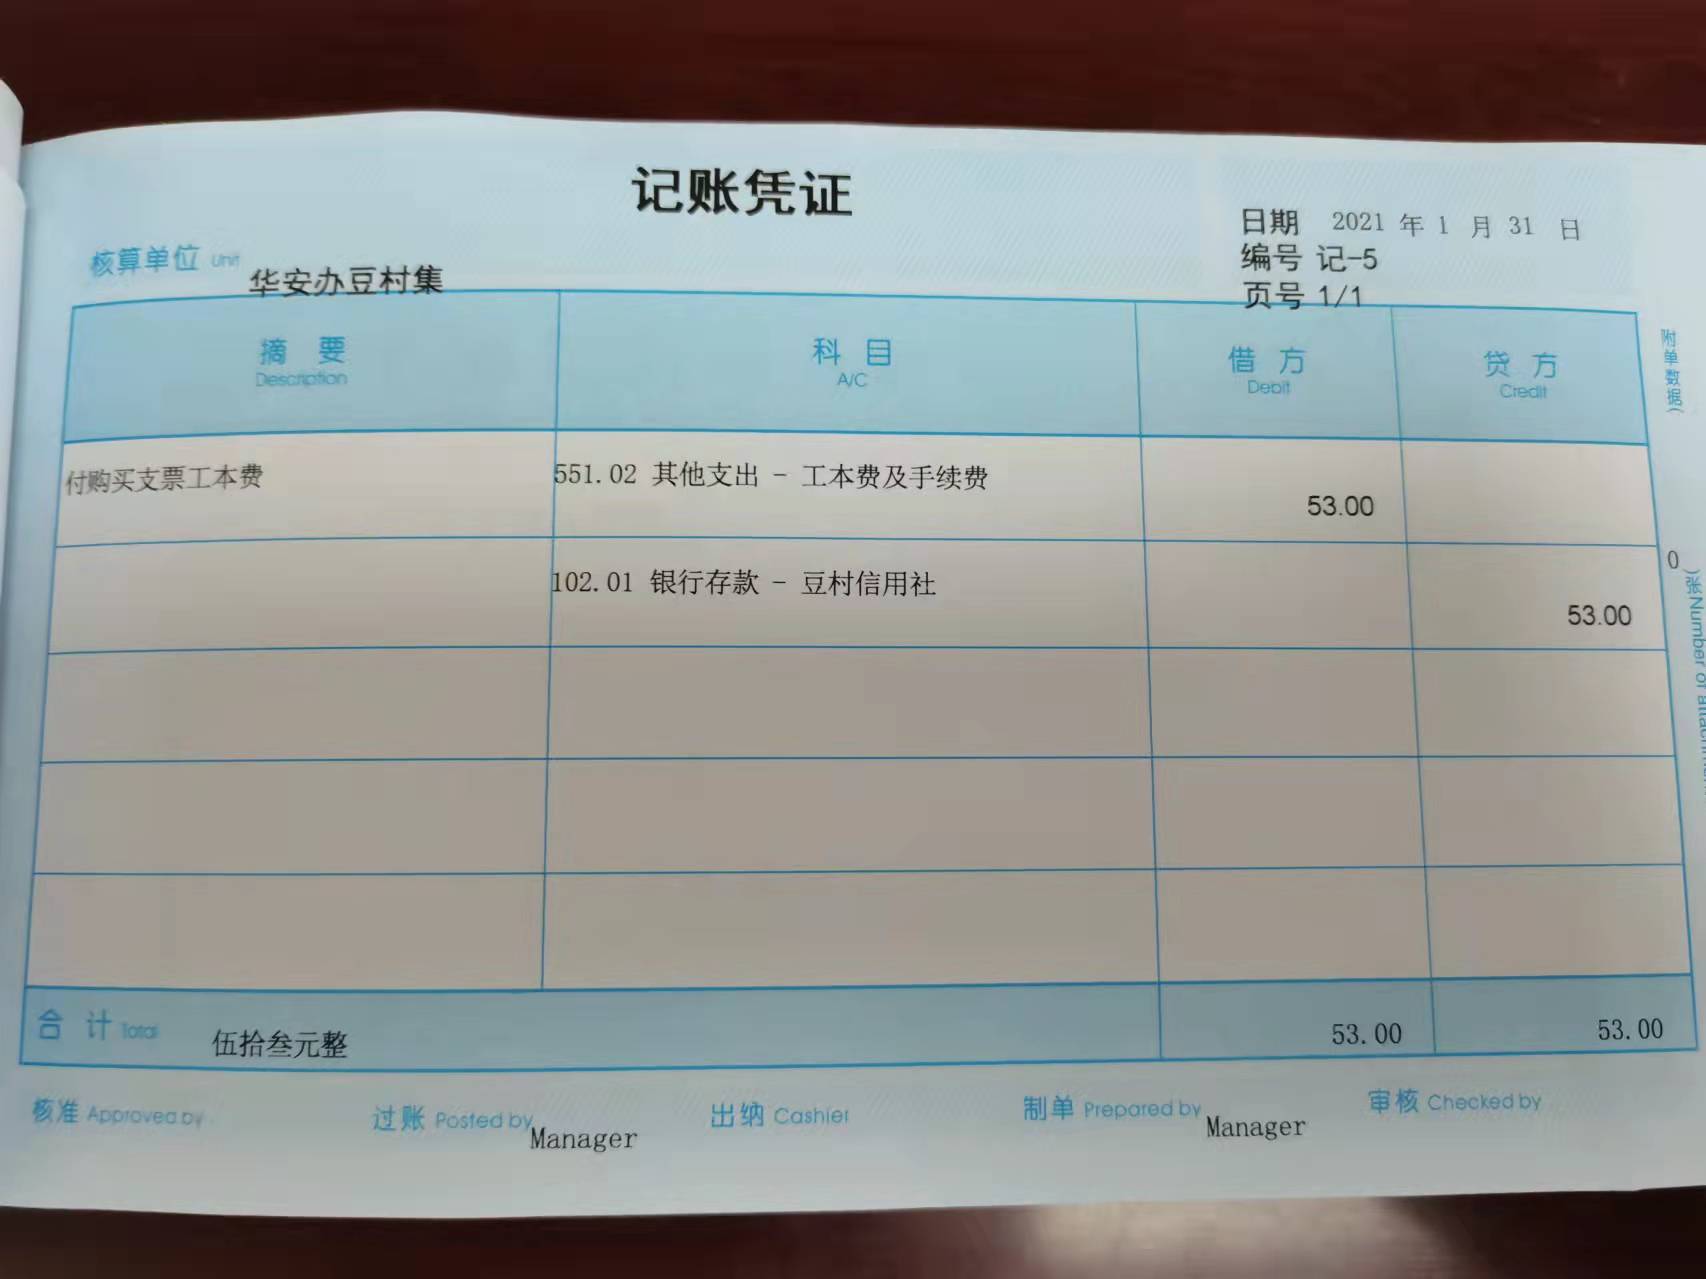 记账凭证
日期 2021 年 1 月 31 日
核算单位 Unit 华安办豆村集
编号 记-5
页号 1/1
摘 要 科 目 借 方 贷 方
Description A/C Debit Credit
附单数据(
付购买支票工本费 551.02 其他支出 - 工本费及手续费 53.00
0
102.01 银行存款 - 豆村信用社 53.00
)张 Number of
合 计 Total 伍拾叁元整 53.00 53.00
核准 Approved by 过账 Posted by Manager 出纳 Cashier 制单 Prepared by Manager 审核 Checked by